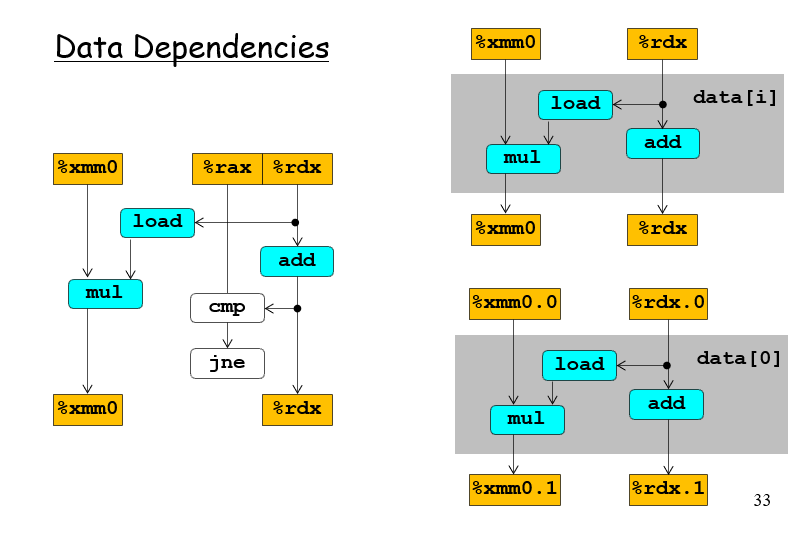 Data Dependencies
%xmm0 %rax %rdx
load
add
mul
cmp
jne
%xmm0 %rdx
%xmm0 %rdx
load data[i]
add
mul
%xmm0 %rdx
%xmm0.0 %rdx.0
load data[0]
add
mul
%xmm0.1 %rdx.1
33